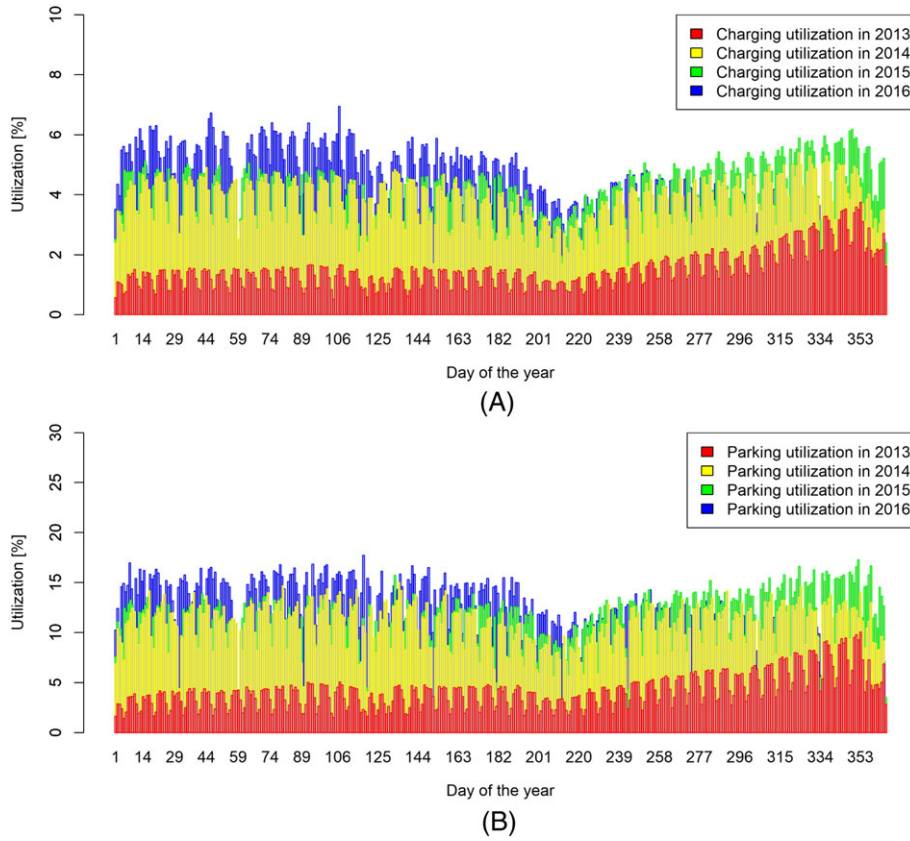 10
8
6
4
2
0
Utilization [%]
Charging utilization in 2013
Charging utilization in 2014
Charging utilization in 2015
Charging utilization in 2016
1 14 29 44 59 74 89 106 125 144 163 182 201 220 239 258 277 296 315 334 353
Day of the year
(A)
30
25
20
15
10
5
0
Utilization [%]
Parking utilization in 2013
Parking utilization in 2014
Parking utilization in 2015
Parking utilization in 2016
1 14 29 44 59 74 89 106 125 144 163 182 201 220 239 258 277 296 315 334 353
Day of the year
(B)